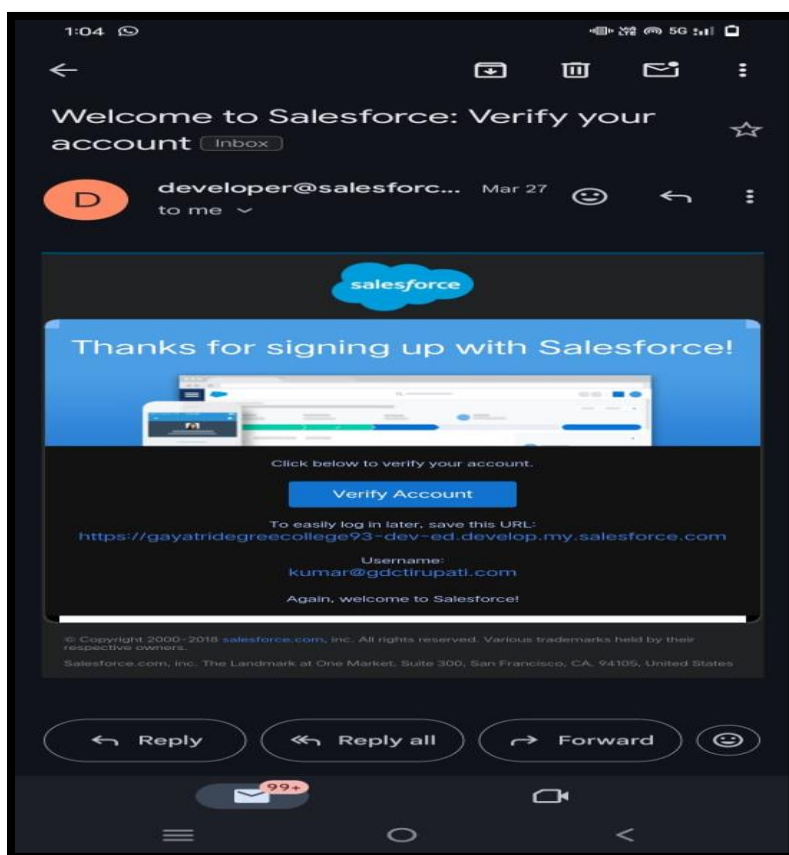 1:04
VoLTE 5G
Welcome to Salesforce: Verify your
account Inbox
D
developer@salesforc... Mar 27
to me
salesforce
Thanks for signing up with Salesforce!
Click below to verify your account.
Verify Account
To easily log in later, save this URL:
https://gayatridegreecollege93-dev-ed.develop.my.salesforce.com
Username:
kumar@gdctirupati.com
Again, welcome to Salesforce!
© Copyright 2000-2018 salesforce.com, inc. All rights reserved. Various trademarks held by their
respective owners.
Salesforce.com, inc. The Landmark at One Market, Suite 300, San Francisco, CA, 94105, United States
Reply Reply all Forward
99+